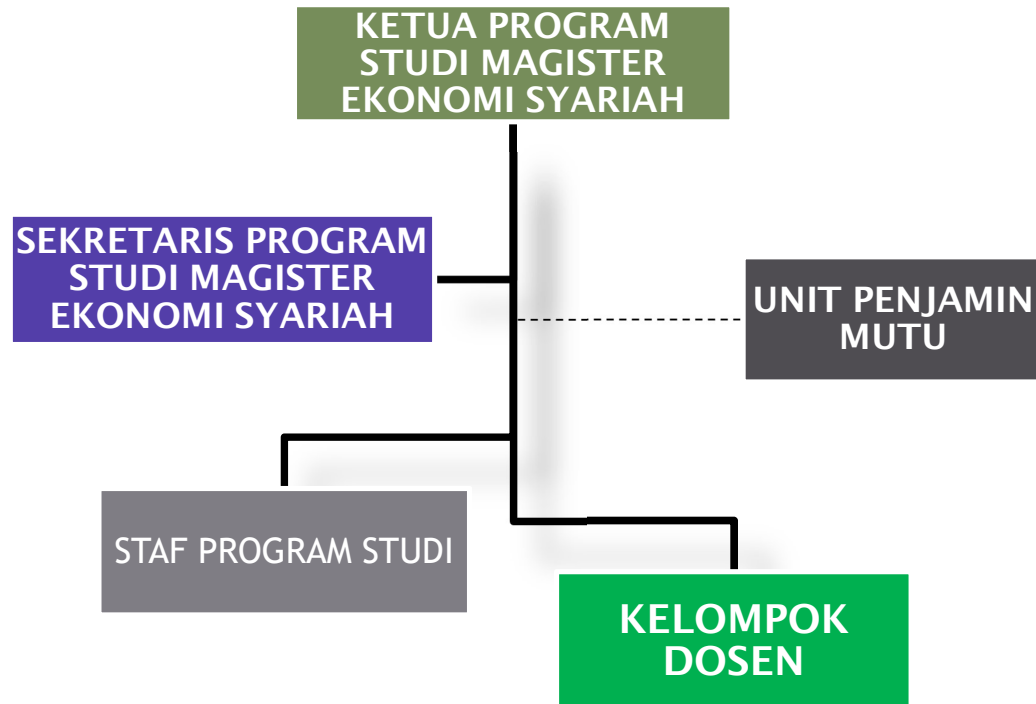 KETUA PROGRAM
STUDI MAGISTER
EKONOMI SYARIAH
SEKRETARIS PROGRAM
STUDI MAGISTER
EKONOMI SYARIAH
UNIT PENJAMIN
MUTU
STAF PROGRAM STUDI
KELOMPOK
DOSEN